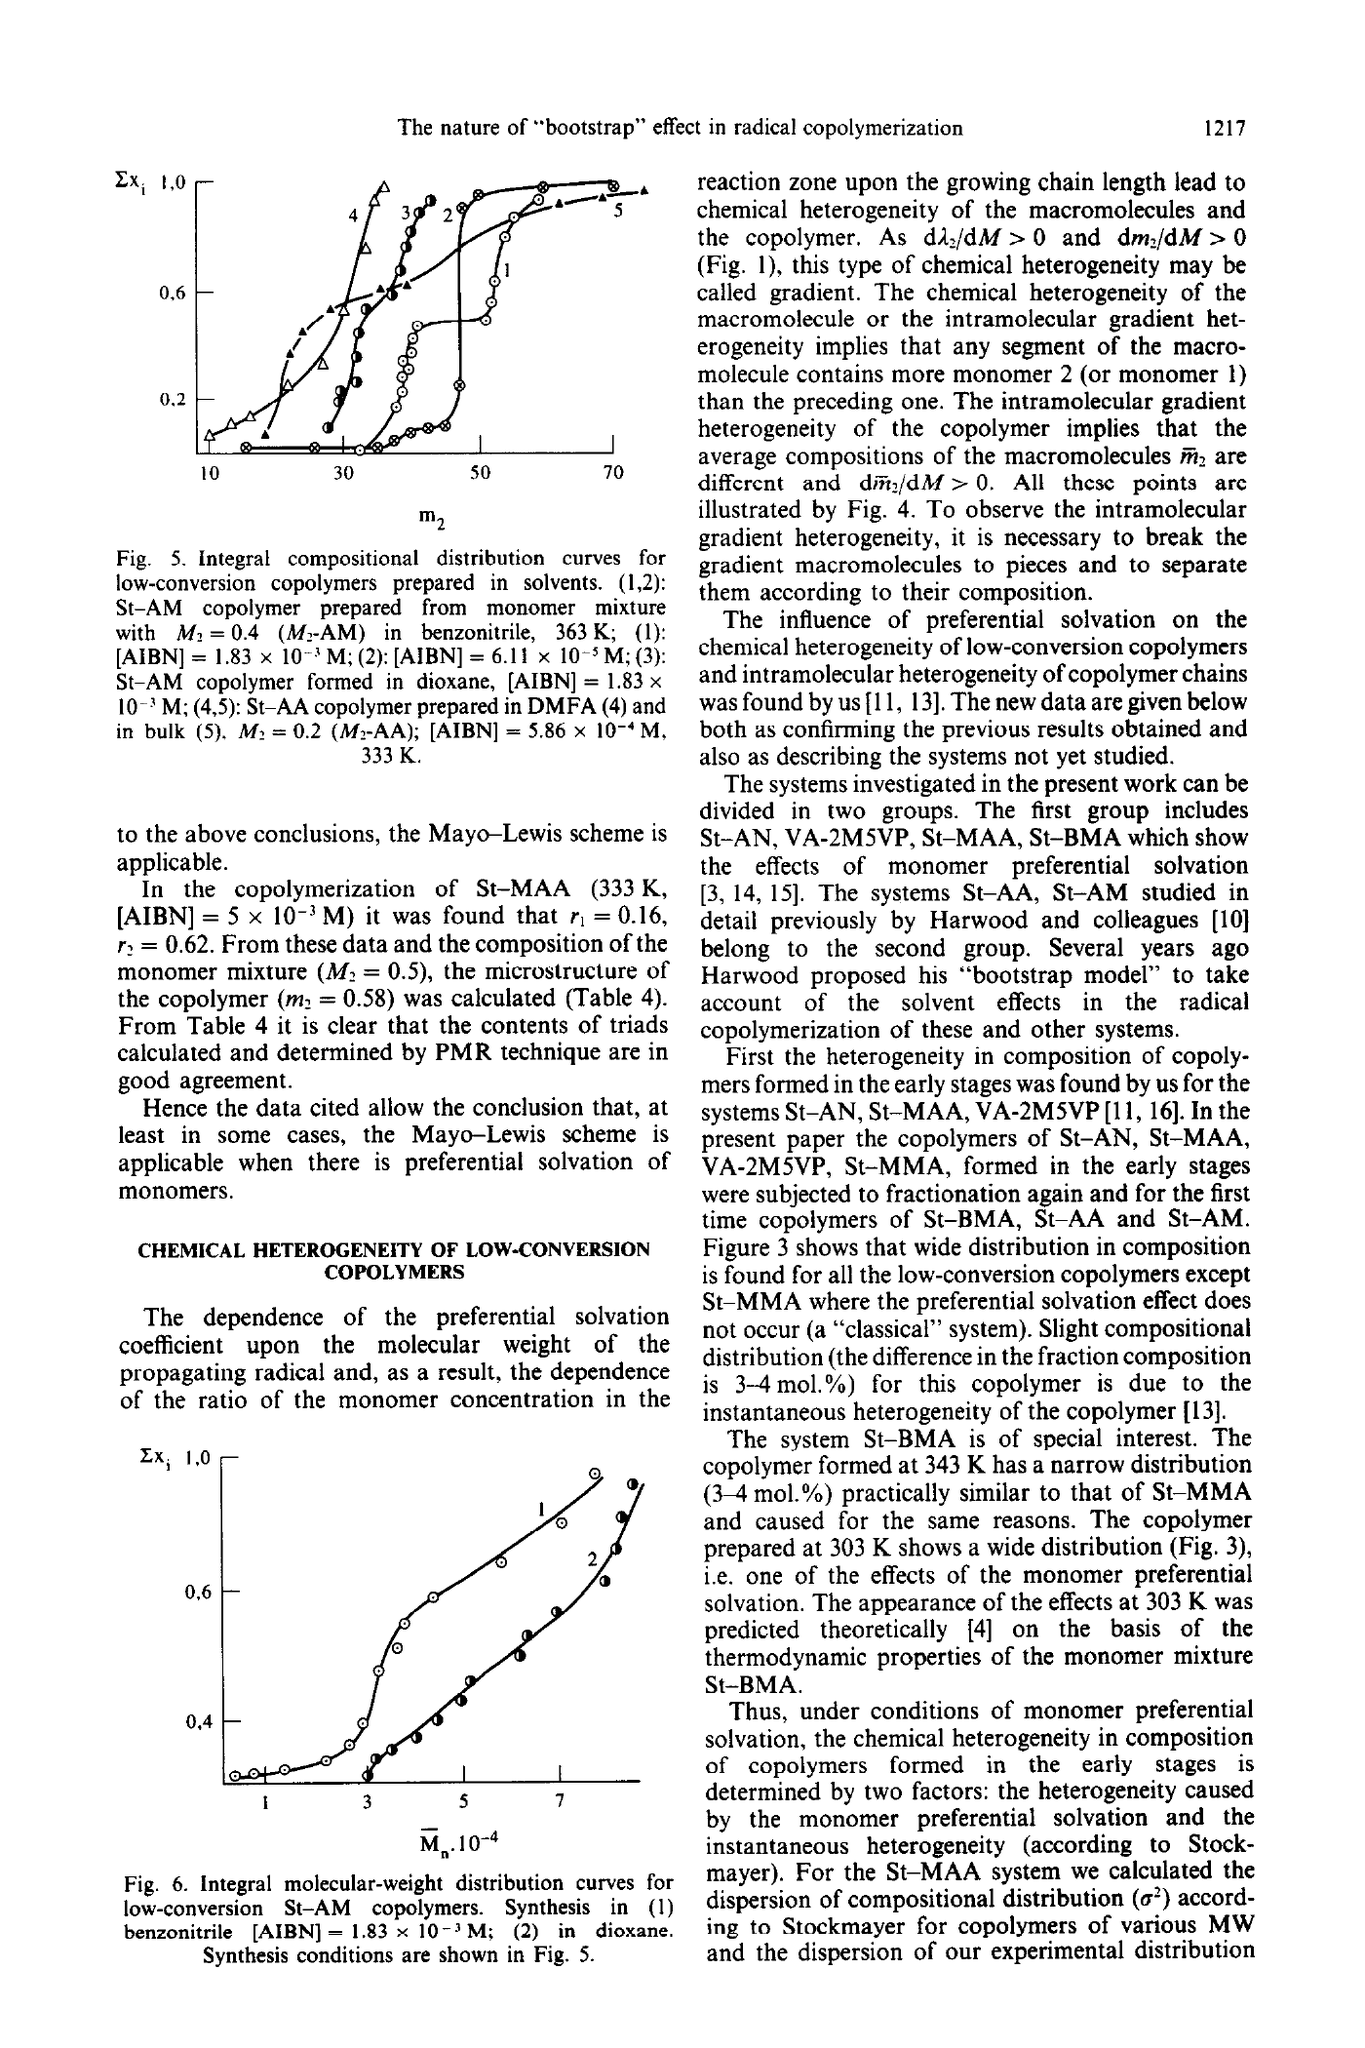 The nature of "bootstrap" effect in radical copolymerization 1217
Σxᵢ 1,0
0,6
0,2
4
3
2
5
1
10 30 50 70
m₂
Fig. 5. Integral compositional distribution curves for
low-conversion copolymers prepared in solvents. (1,2):
St–AM copolymer prepared from monomer mixture
with M₂ = 0.4 (M₂-AM) in benzonitrile, 363 K; (1):
[AIBN] = 1.83 × 10⁻³ M; (2): [AIBN] = 6.11 × 10⁻⁵ M; (3):
St–AM copolymer formed in dioxane, [AIBN] = 1.83 ×
10⁻³ M; (4,5): St–AA copolymer prepared in DMFA (4) and
in bulk (5). M₂ = 0.2 (M₂-AA); [AIBN] = 5.86 × 10⁻⁴ M,
333 K.
to the above conclusions, the Mayo–Lewis scheme is
applicable.
In the copolymerization of St–MAA (333 K,
[AIBN] = 5 × 10⁻³ M) it was found that r₁ = 0.16,
r₂ = 0.62. From these data and the composition of the
monomer mixture (M₂ = 0.5), the microstructure of
the copolymer (m₂ = 0.58) was calculated (Table 4).
From Table 4 it is clear that the contents of triads
calculated and determined by PMR technique are in
good agreement.
Hence the data cited allow the conclusion that, at
least in some cases, the Mayo–Lewis scheme is
applicable when there is preferential solvation of
monomers.
CHEMICAL HETEROGENEITY OF LOW-CONVERSION
COPOLYMERS
The dependence of the preferential solvation
coefficient upon the molecular weight of the
propagating radical and, as a result, the dependence
of the ratio of the monomer concentration in the
Σxᵢ 1,0
0,6
0,4
1
2
1 3 5 7
M̅ₙ.10⁻⁴
Fig. 6. Integral molecular-weight distribution curves for
low-conversion St–AM copolymers. Synthesis in (1)
benzonitrile [AIBN] = 1.83 × 10⁻³ M; (2) in dioxane.
Synthesis conditions are shown in Fig. 5.
reaction zone upon the growing chain length lead to
chemical heterogeneity of the macromolecules and
the copolymer. As dλ₂/dM > 0 and dm₂/dM > 0
(Fig. 1), this type of chemical heterogeneity may be
called gradient. The chemical heterogeneity of the
macromolecule or the intramolecular gradient het-
erogeneity implies that any segment of the macro-
molecule contains more monomer 2 (or monomer 1)
than the preceding one. The intramolecular gradient
heterogeneity of the copolymer implies that the
average compositions of the macromolecules m̅₂ are
different and dm̅₂/dM > 0. All these points are
illustrated by Fig. 4. To observe the intramolecular
gradient heterogeneity, it is necessary to break the
gradient macromolecules to pieces and to separate
them according to their composition.
The influence of preferential solvation on the
chemical heterogeneity of low-conversion copolymers
and intramolecular heterogeneity of copolymer chains
was found by us [11, 13]. The new data are given below
both as confirming the previous results obtained and
also as describing the systems not yet studied.
The systems investigated in the present work can be
divided in two groups. The first group includes
St–AN, VA-2M5VP, St–MAA, St–BMA which show
the effects of monomer preferential solvation
[3, 14, 15]. The systems St–AA, St–AM studied in
detail previously by Harwood and colleagues [10]
belong to the second group. Several years ago
Harwood proposed his "bootstrap model" to take
account of the solvent effects in the radical
copolymerization of these and other systems.
First the heterogeneity in composition of copoly-
mers formed in the early stages was found by us for the
systems St–AN, St–MAA, VA-2M5VP [11, 16]. In the
present paper the copolymers of St–AN, St–MAA,
VA-2M5VP, St–MMA, formed in the early stages
were subjected to fractionation again and for the first
time copolymers of St–BMA, St–AA and St–AM.
Figure 3 shows that wide distribution in composition
is found for all the low-conversion copolymers except
St–MMA where the preferential solvation effect does
not occur (a "classical" system). Slight compositional
distribution (the difference in the fraction composition
is 3–4 mol.%) for this copolymer is due to the
instantaneous heterogeneity of the copolymer [13].
The system St–BMA is of special interest. The
copolymer formed at 343 K has a narrow distribution
(3–4 mol.%) practically similar to that of St–MMA
and caused for the same reasons. The copolymer
prepared at 303 K shows a wide distribution (Fig. 3),
i.e. one of the effects of the monomer preferential
solvation. The appearance of the effects at 303 K was
predicted theoretically [4] on the basis of the
thermodynamic properties of the monomer mixture
St–BMA.
Thus, under conditions of monomer preferential
solvation, the chemical heterogeneity in composition
of copolymers formed in the early stages is
determined by two factors: the heterogeneity caused
by the monomer preferential solvation and the
instantaneous heterogeneity (according to Stock-
mayer). For the St–MAA system we calculated the
dispersion of compositional distribution (σ²) accord-
ing to Stockmayer for copolymers of various MW
and the dispersion of our experimental distribution